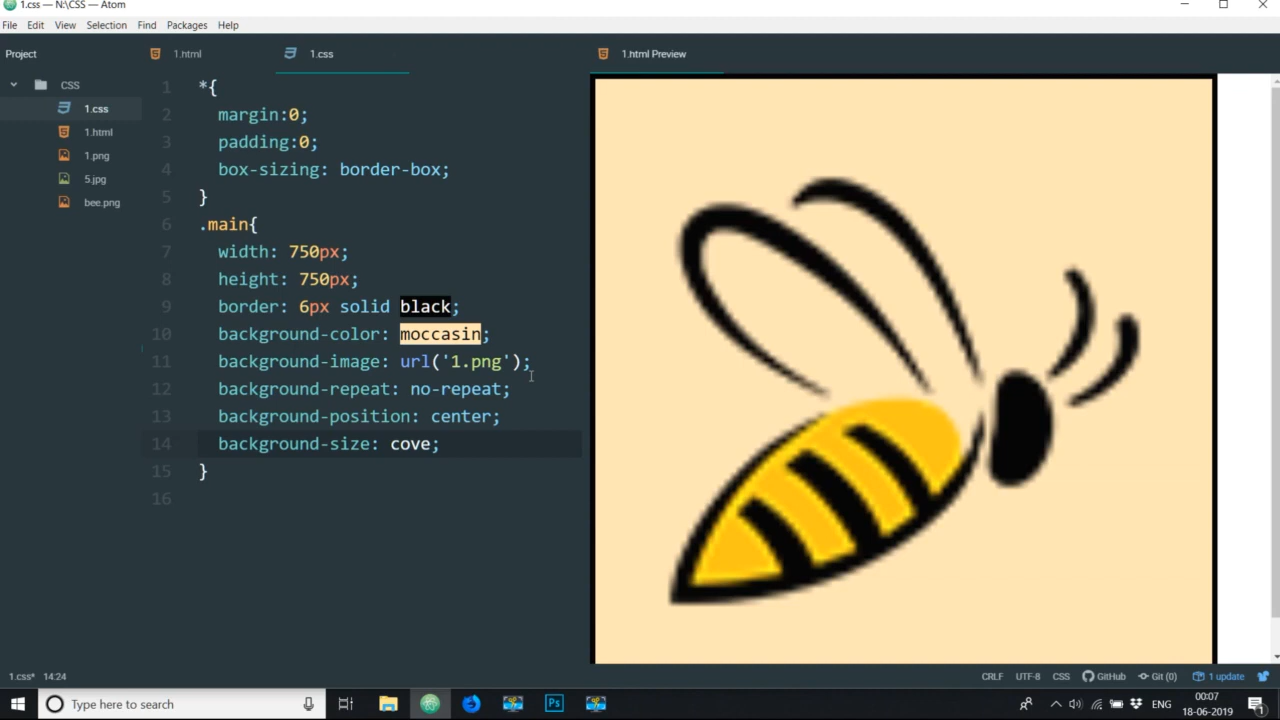 1.css — N:\CSS — Atom
File Edit View Selection Find Packages Help
Project
1.html 1.css 1.html Preview
CSS
1.css
1.html
1.png
5.jpg
bee.png
1 *{
2 margin:0;
3 padding:0;
4 box-sizing: border-box;
5 }
6 .main{
7 width: 750px;
8 height: 750px;
9 border: 6px solid black;
10 background-color: moccasin;
11 background-image: url('1.png');
12 background-repeat: no-repeat;
13 background-position: center;
14 background-size: cove;
15 }
16
1.css* 14:24 CRLF UTF-8 CSS GitHub Git (0) 1 update
Type here to search Ps ENG 00:07
18-06-2019 1